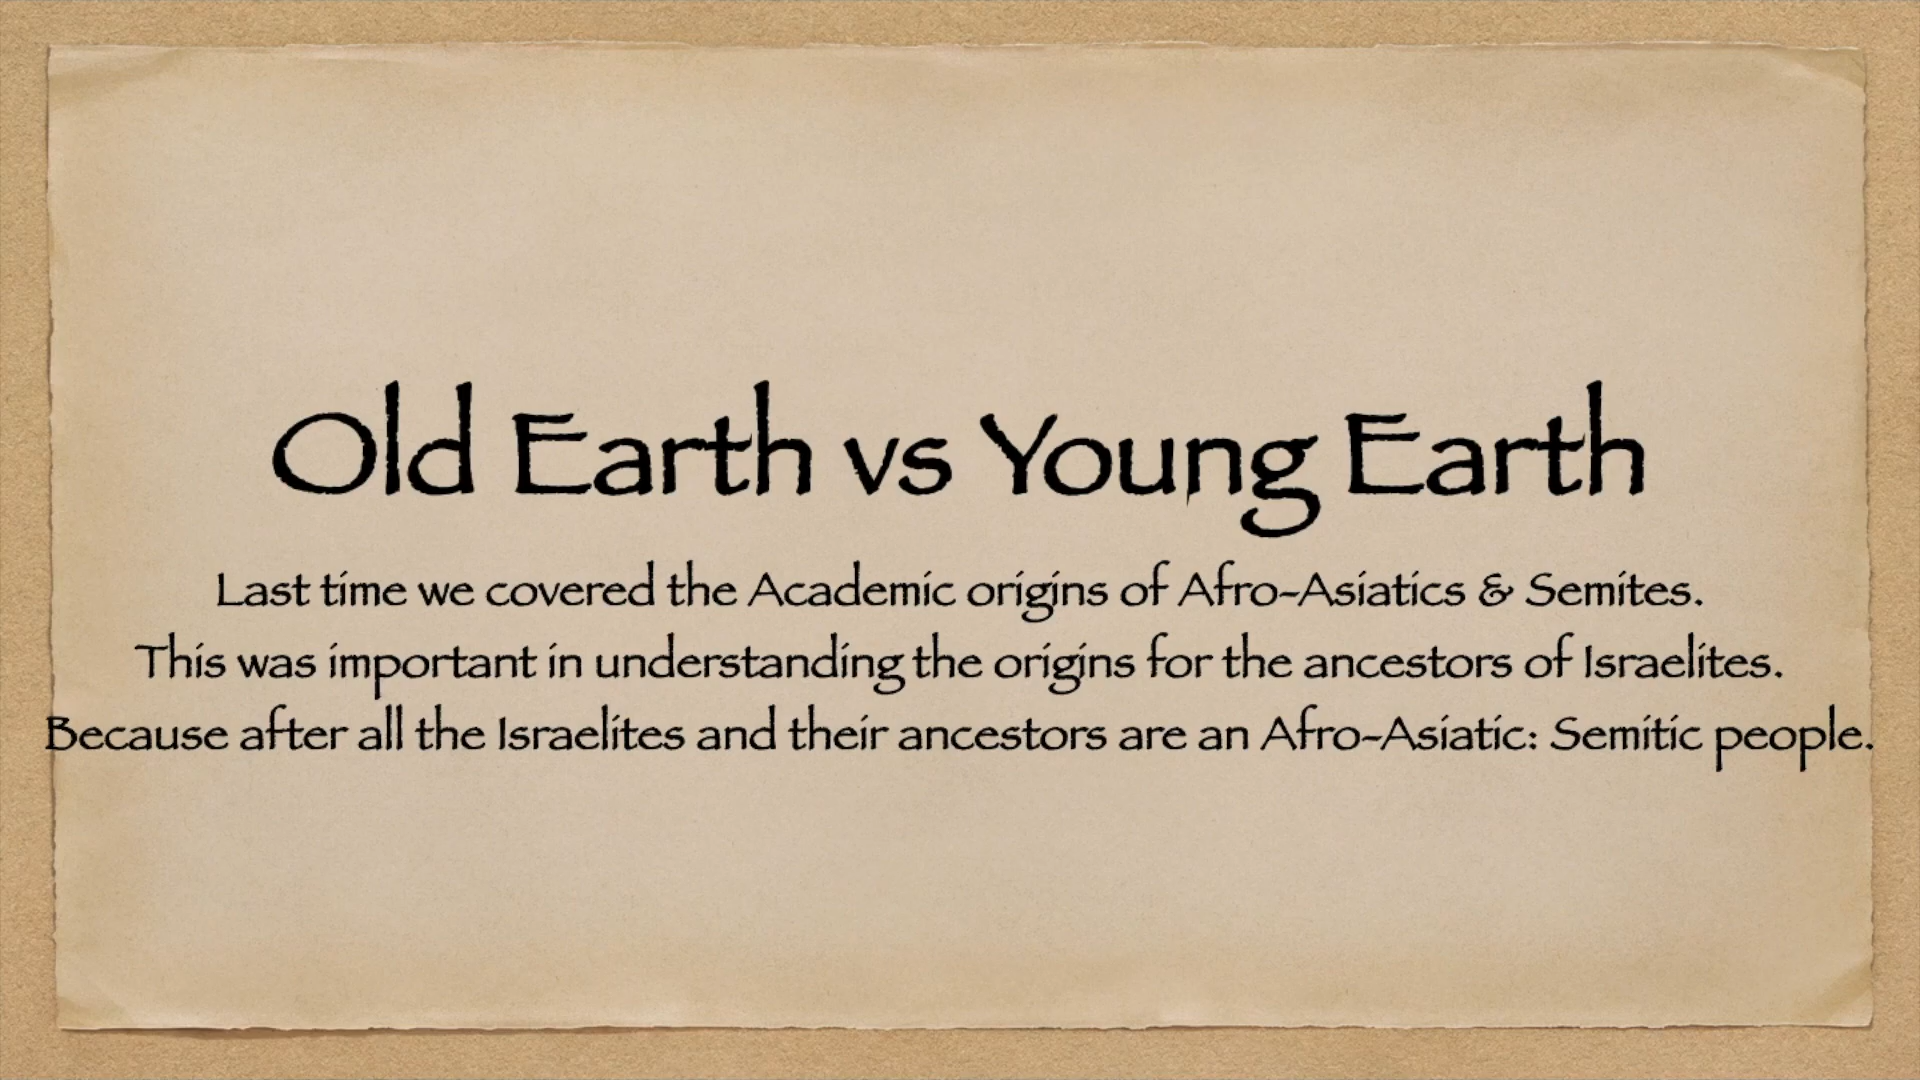 Old Earth vs Young Earth
Last time we covered the Academic origins of Afro-Asiatics & Semites.
This was important in understanding the origins for the ancestors of Israelites.
Because after all the Israelites and their ancestors are an Afro-Asiatic: Semitic people.